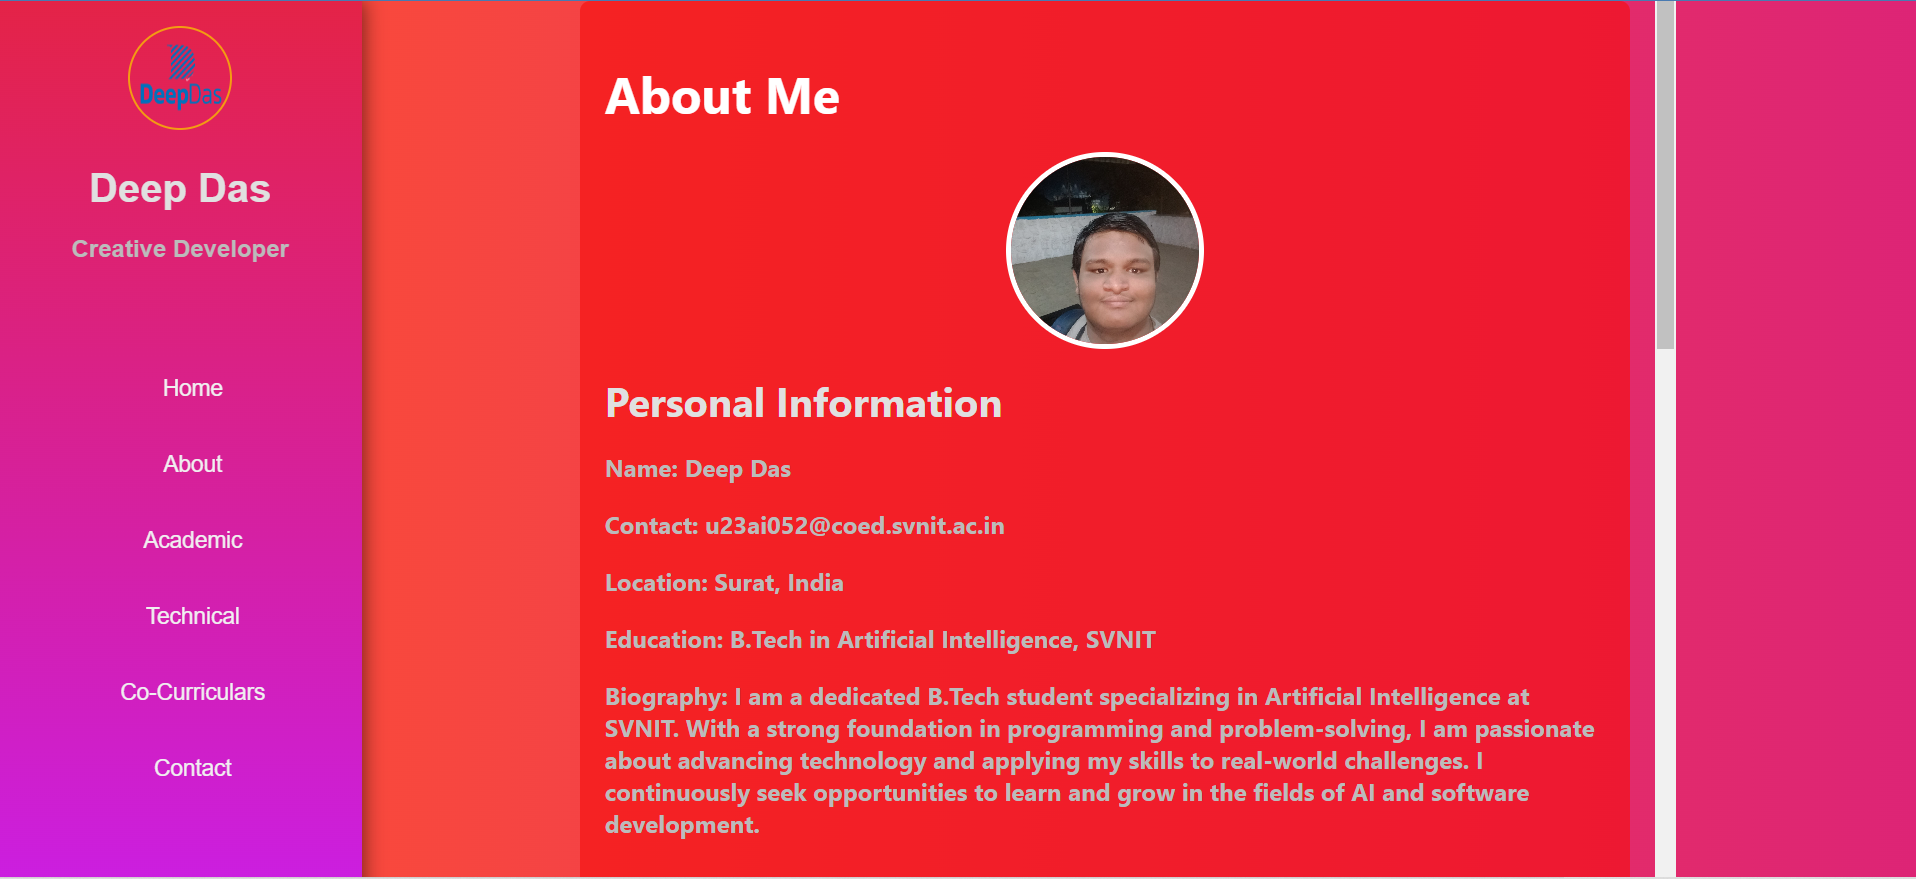 DeepDas
Deep Das
Creative Developer
Home
About
Academic
Technical
Co-Curriculars
Contact
About Me
Personal Information
Name: Deep Das
Contact: u23ai052@coed.svnit.ac.in
Location: Surat, India
Education: B.Tech in Artificial Intelligence, SVNIT
Biography: I am a dedicated B.Tech student specializing in Artificial Intelligence at
SVNIT. With a strong foundation in programming and problem-solving, I am passionate
about advancing technology and applying my skills to real-world challenges. I
continuously seek opportunities to learn and grow in the fields of AI and software
development.